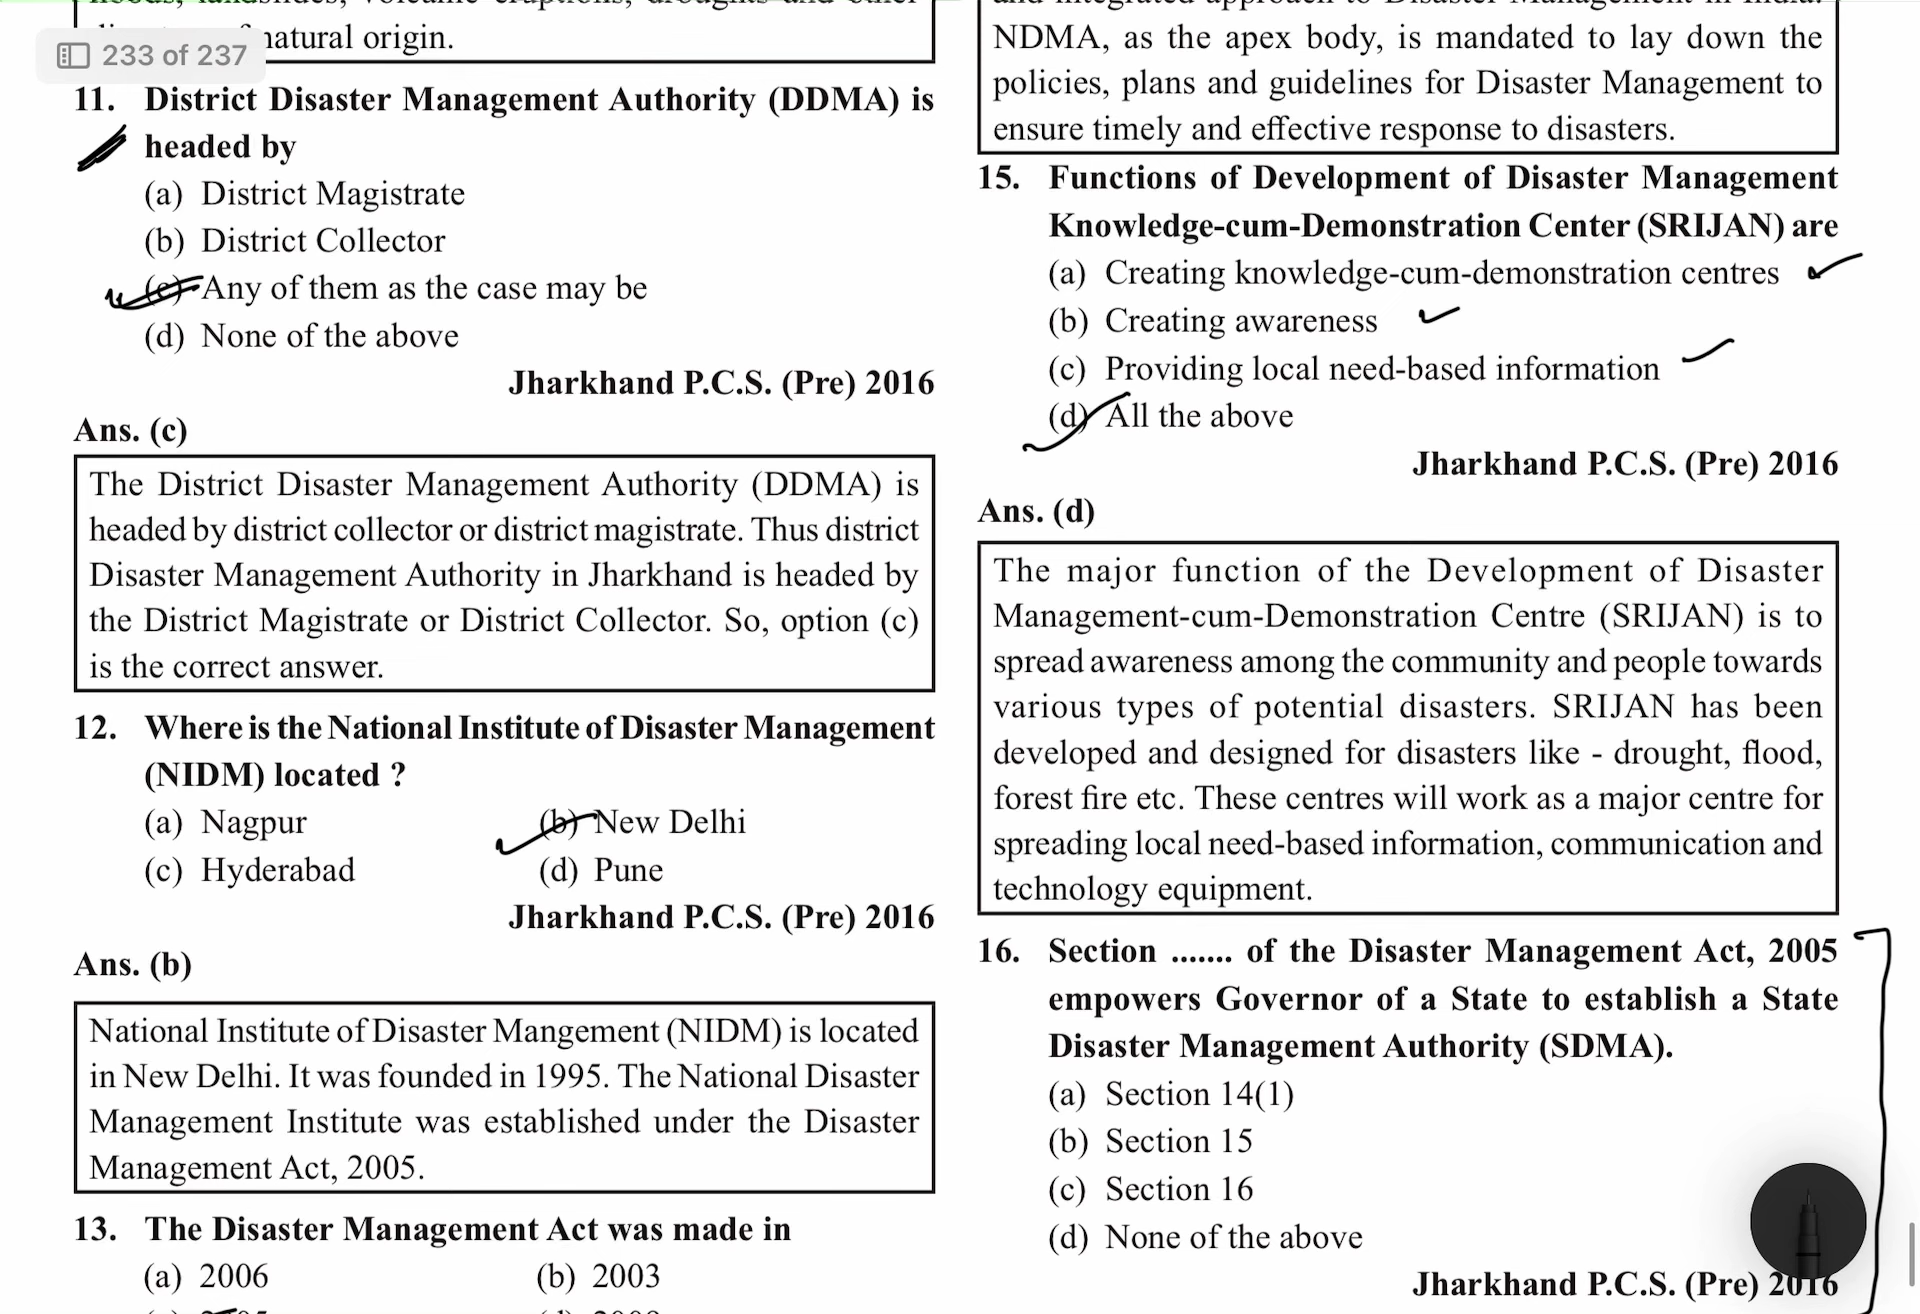 natural origin.
233 of 237
11. District Disaster Management Authority (DDMA) is
headed by
(a) District Magistrate
(b) District Collector
(c) Any of them as the case may be
(d) None of the above
Jharkhand P.C.S. (Pre) 2016
Ans. (c)
The District Disaster Management Authority (DDMA) is
headed by district collector or district magistrate. Thus district
Disaster Management Authority in Jharkhand is headed by
the District Magistrate or District Collector. So, option (c)
is the correct answer.
12. Where is the National Institute of Disaster Management
(NIDM) located ?
(a) Nagpur (b) New Delhi
(c) Hyderabad (d) Pune
Jharkhand P.C.S. (Pre) 2016
Ans. (b)
National Institute of Disaster Mangement (NIDM) is located
in New Delhi. It was founded in 1995. The National Disaster
Management Institute was established under the Disaster
Management Act, 2005.
13. The Disaster Management Act was made in
(a) 2006 (b) 2003
NDMA, as the apex body, is mandated to lay down the
policies, plans and guidelines for Disaster Management to
ensure timely and effective response to disasters.
15. Functions of Development of Disaster Management
Knowledge-cum-Demonstration Center (SRIJAN) are
(a) Creating knowledge-cum-demonstration centres
(b) Creating awareness
(c) Providing local need-based information
(d) All the above
Jharkhand P.C.S. (Pre) 2016
Ans. (d)
The major function of the Development of Disaster
Management-cum-Demonstration Centre (SRIJAN) is to
spread awareness among the community and people towards
various types of potential disasters. SRIJAN has been
developed and designed for disasters like - drought, flood,
forest fire etc. These centres will work as a major centre for
spreading local need-based information, communication and
technology equipment.
16. Section ....... of the Disaster Management Act, 2005
empowers Governor of a State to establish a State
Disaster Management Authority (SDMA).
(a) Section 14(1)
(b) Section 15
(c) Section 16
(d) None of the above
Jharkhand P.C.S. (Pre) 2016